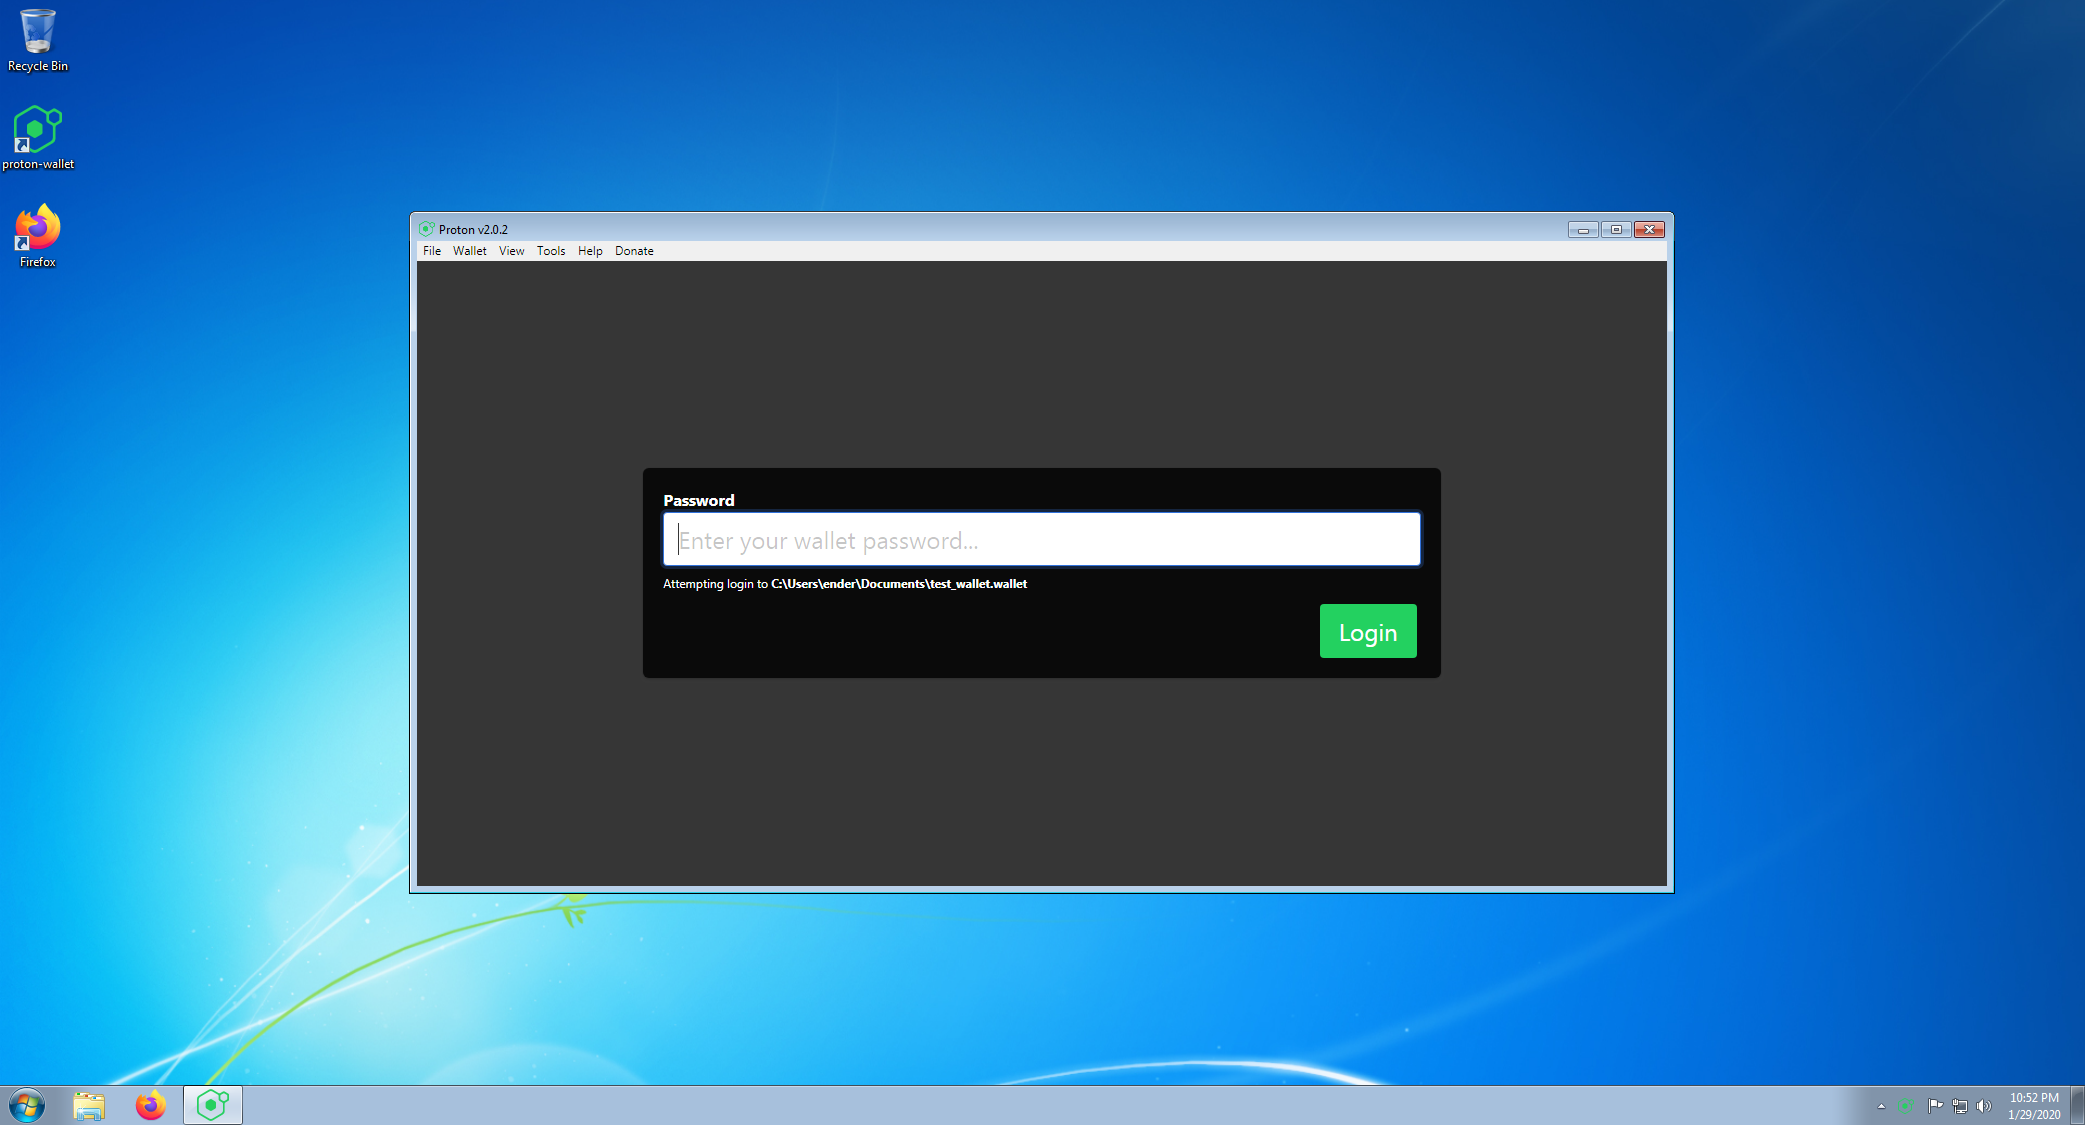 Recycle Bin
proton-wallet
Firefox
Proton v2.0.2
File Wallet View Tools Help Donate
Password
Enter your wallet password...
Attempting login to C:\Users\ender\Documents\test_wallet.wallet
Login
10:52 PM
1/29/2020